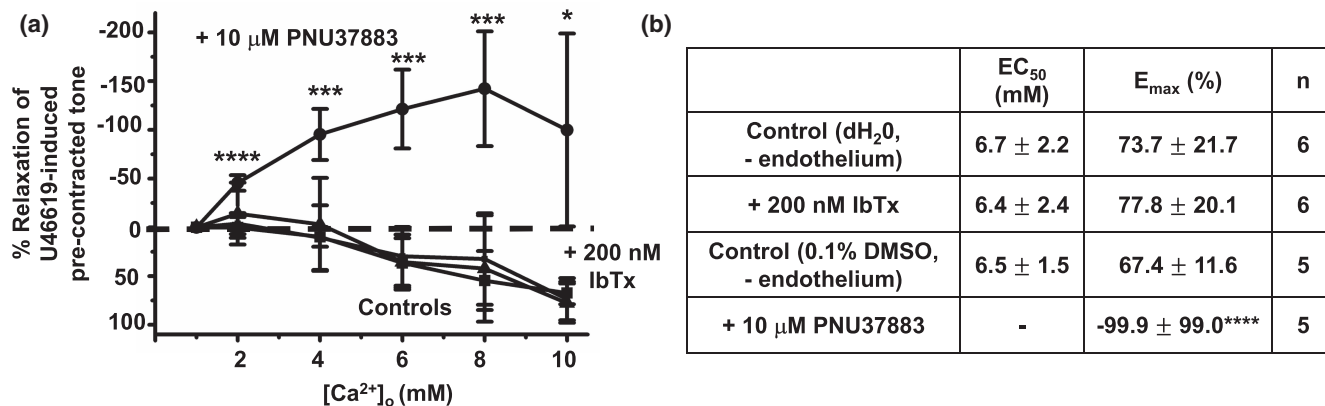 (a)
% Relaxation of
U46619-induced
pre-contracted tone
-200
-150
-100
-50
0
50
100
+ 10 μM PNU37883
****
***
***
***
*
+ 200 nM
IbTx
Controls
2 4 6 8 10
[Ca²⁺]ₒ (mM)
(b)
EC₅₀ (mM) Eₘₐₓ (%) n
Control (dH₂0, - endothelium) 6.7 ± 2.2 73.7 ± 21.7 6
+ 200 nM IbTx 6.4 ± 2.4 77.8 ± 20.1 6
Control (0.1% DMSO, - endothelium) 6.5 ± 1.5 67.4 ± 11.6 5
+ 10 μM PNU37883 - -99.9 ± 99.0**** 5